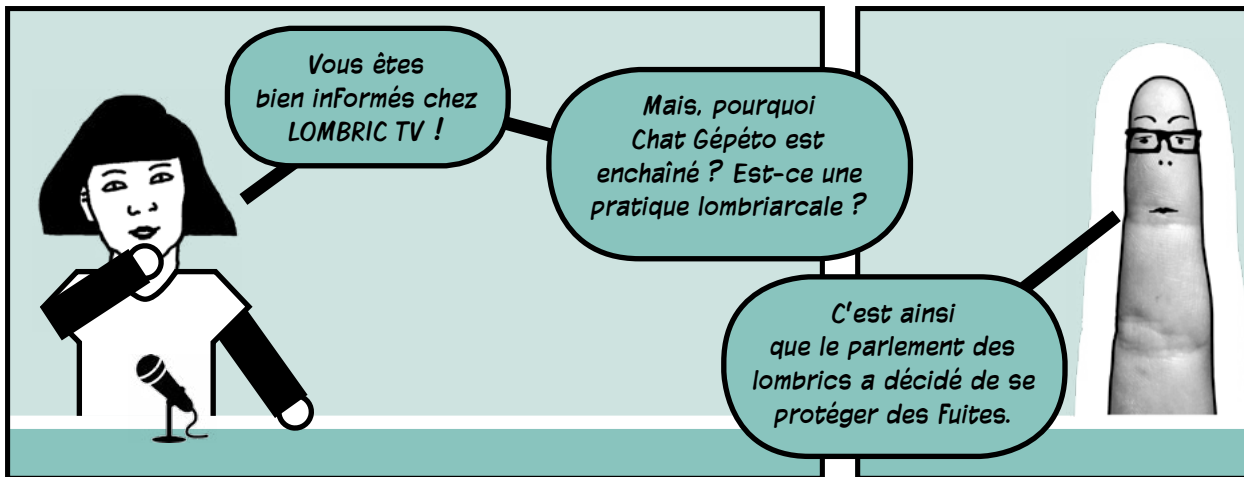 Vous êtes
bien informés chez
LOMBRIC TV !
Mais, pourquoi
Chat Gépéto est
enchaîné ? Est-ce une
pratique lombriarcale ?
C'est ainsi
que le parlement des
lombrics a décidé de se
protéger des Fuites.